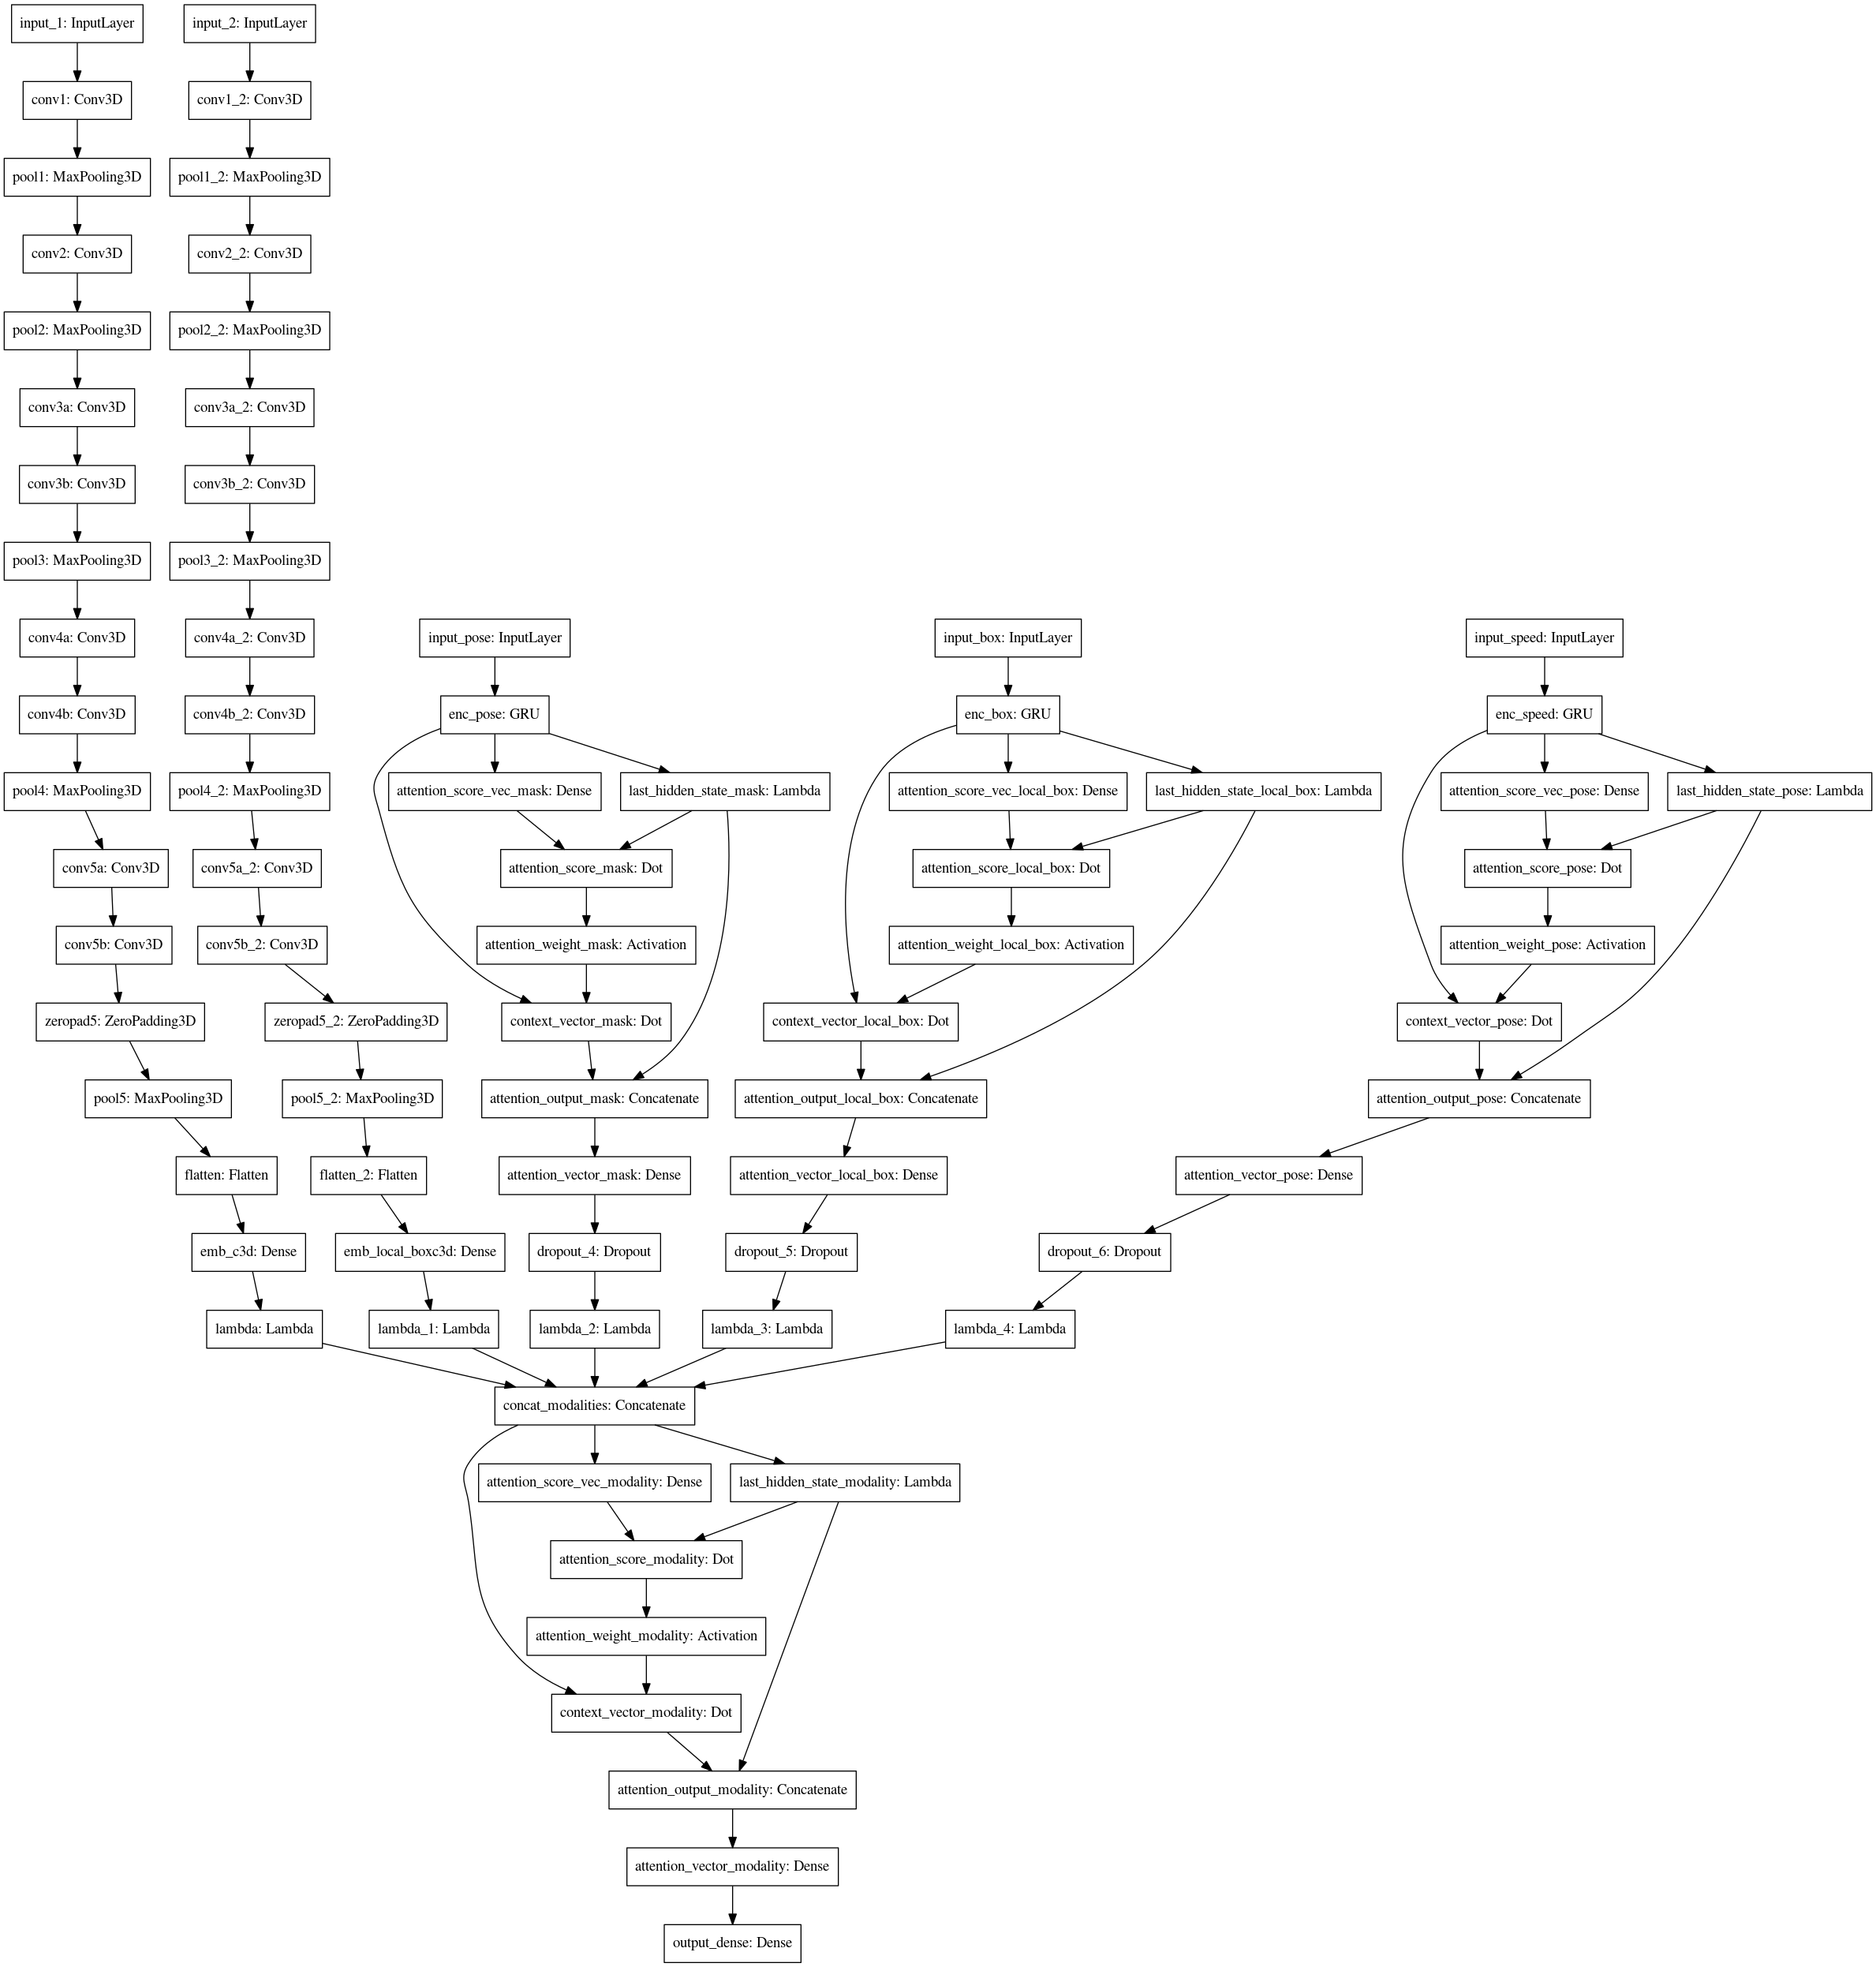 input_1: InputLayer
input_2: InputLayer
conv1: Conv3D
conv1_2: Conv3D
pool1: MaxPooling3D
pool1_2: MaxPooling3D
conv2: Conv3D
conv2_2: Conv3D
pool2: MaxPooling3D
pool2_2: MaxPooling3D
conv3a: Conv3D
conv3a_2: Conv3D
conv3b: Conv3D
conv3b_2: Conv3D
pool3: MaxPooling3D
pool3_2: MaxPooling3D
conv4a: Conv3D
conv4a_2: Conv3D
input_pose: InputLayer
input_box: InputLayer
input_speed: InputLayer
conv4b: Conv3D
conv4b_2: Conv3D
enc_pose: GRU
enc_box: GRU
enc_speed: GRU
pool4: MaxPooling3D
pool4_2: MaxPooling3D
attention_score_vec_mask: Dense
last_hidden_state_mask: Lambda
attention_score_vec_local_box: Dense
last_hidden_state_local_box: Lambda
attention_score_vec_pose: Dense
last_hidden_state_pose: Lambda
conv5a: Conv3D
conv5a_2: Conv3D
attention_score_mask: Dot
attention_score_local_box: Dot
attention_score_pose: Dot
conv5b: Conv3D
conv5b_2: Conv3D
attention_weight_mask: Activation
attention_weight_local_box: Activation
attention_weight_pose: Activation
zeropad5: ZeroPadding3D
zeropad5_2: ZeroPadding3D
context_vector_mask: Dot
context_vector_local_box: Dot
context_vector_pose: Dot
pool5: MaxPooling3D
pool5_2: MaxPooling3D
attention_output_mask: Concatenate
attention_output_local_box: Concatenate
attention_output_pose: Concatenate
flatten: Flatten
flatten_2: Flatten
attention_vector_mask: Dense
attention_vector_local_box: Dense
attention_vector_pose: Dense
emb_c3d: Dense
emb_local_boxc3d: Dense
dropout_4: Dropout
dropout_5: Dropout
dropout_6: Dropout
lambda: Lambda
lambda_1: Lambda
lambda_2: Lambda
lambda_3: Lambda
lambda_4: Lambda
concat_modalities: Concatenate
attention_score_vec_modality: Dense
last_hidden_state_modality: Lambda
attention_score_modality: Dot
attention_weight_modality: Activation
context_vector_modality: Dot
attention_output_modality: Concatenate
attention_vector_modality: Dense
output_dense: Dense